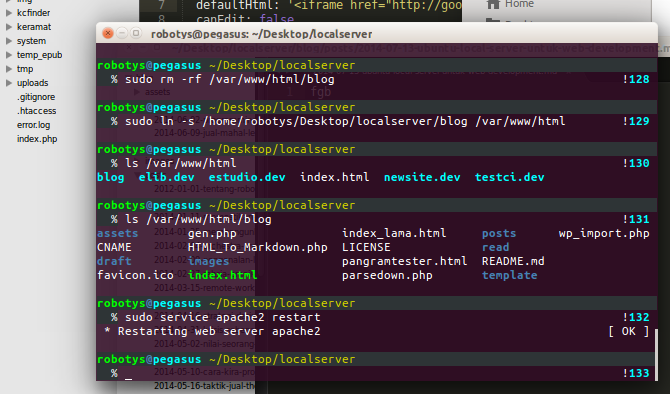 img
kcfinder
keramat
system
temp_epub
tmp
uploads
.gitignore
.htaccess
error.log
index.php
7 defaultHtml: '<iframe href="http://goo
8 canEdit: false
Home
robotys@pegasus: ~/Desktop/localserver
robotys@pegasus ~/Desktop/localserver
% sudo rm -rf /var/www/html/blog !128
robotys@pegasus ~/Desktop/localserver
% sudo ln -s /home/robotys/Desktop/localserver/blog /var/www/html !129
robotys@pegasus ~/Desktop/localserver
% ls /var/www/html !130
blog elib.dev estudio.dev index.html newsite.dev testci.dev
robotys@pegasus ~/Desktop/localserver
% ls /var/www/html/blog !131
assets gen.php index_lama.html posts wp_import.php
CNAME HTML_To_Markdown.php LICENSE read
draft images pangramtester.html README.md
favicon.ico index.html parsedown.php template
robotys@pegasus ~/Desktop/localserver
% sudo service apache2 restart !132
* Restarting web server apache2 [ OK ]
robotys@pegasus ~/Desktop/localserver
% _ !133
2014-05-16-taktik-jual-the